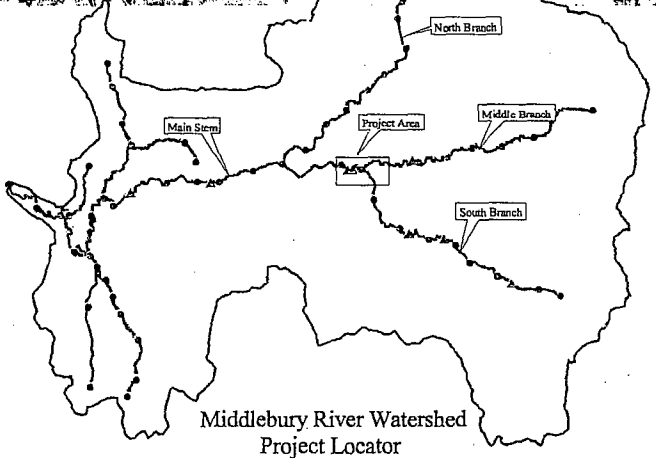 North Branch
Middle Branch
Project Area
Main Stem
South Branch
Middlebury River Watershed
Project Locator